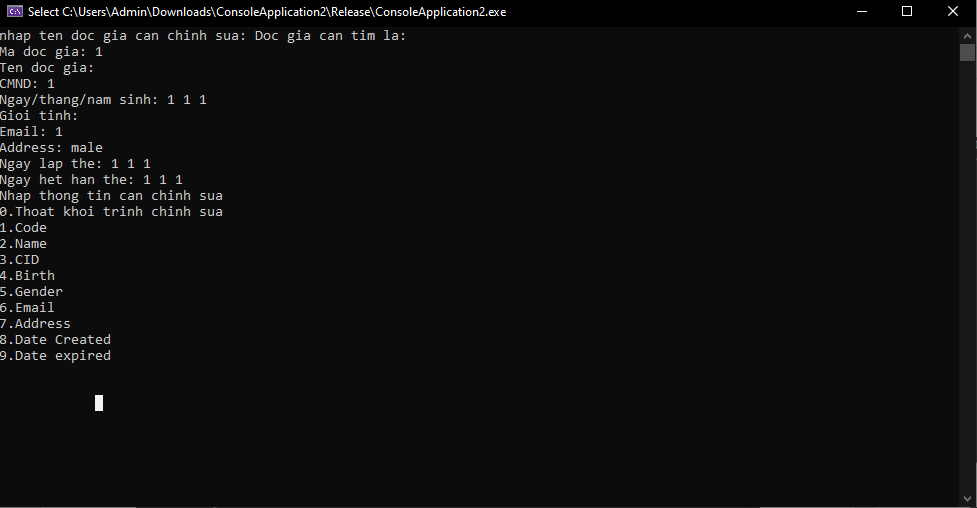 Select C:\Users\Admin\Downloads\ConsoleApplication2\Release\ConsoleApplication2.exe
nhap ten doc gia can chinh sua: Doc gia can tim la:
Ma doc gia: 1
Ten doc gia:
CMND: 1
Ngay/thang/nam sinh: 1 1 1
Gioi tinh:
Email: 1
Address: male
Ngay lap the: 1 1 1
Ngay het han the: 1 1 1
Nhap thong tin can chinh sua
0.Thoat khoi trinh chinh sua
1.Code
2.Name
3.CID
4.Birth
5.Gender
6.Email
7.Address
8.Date Created
9.Date expired